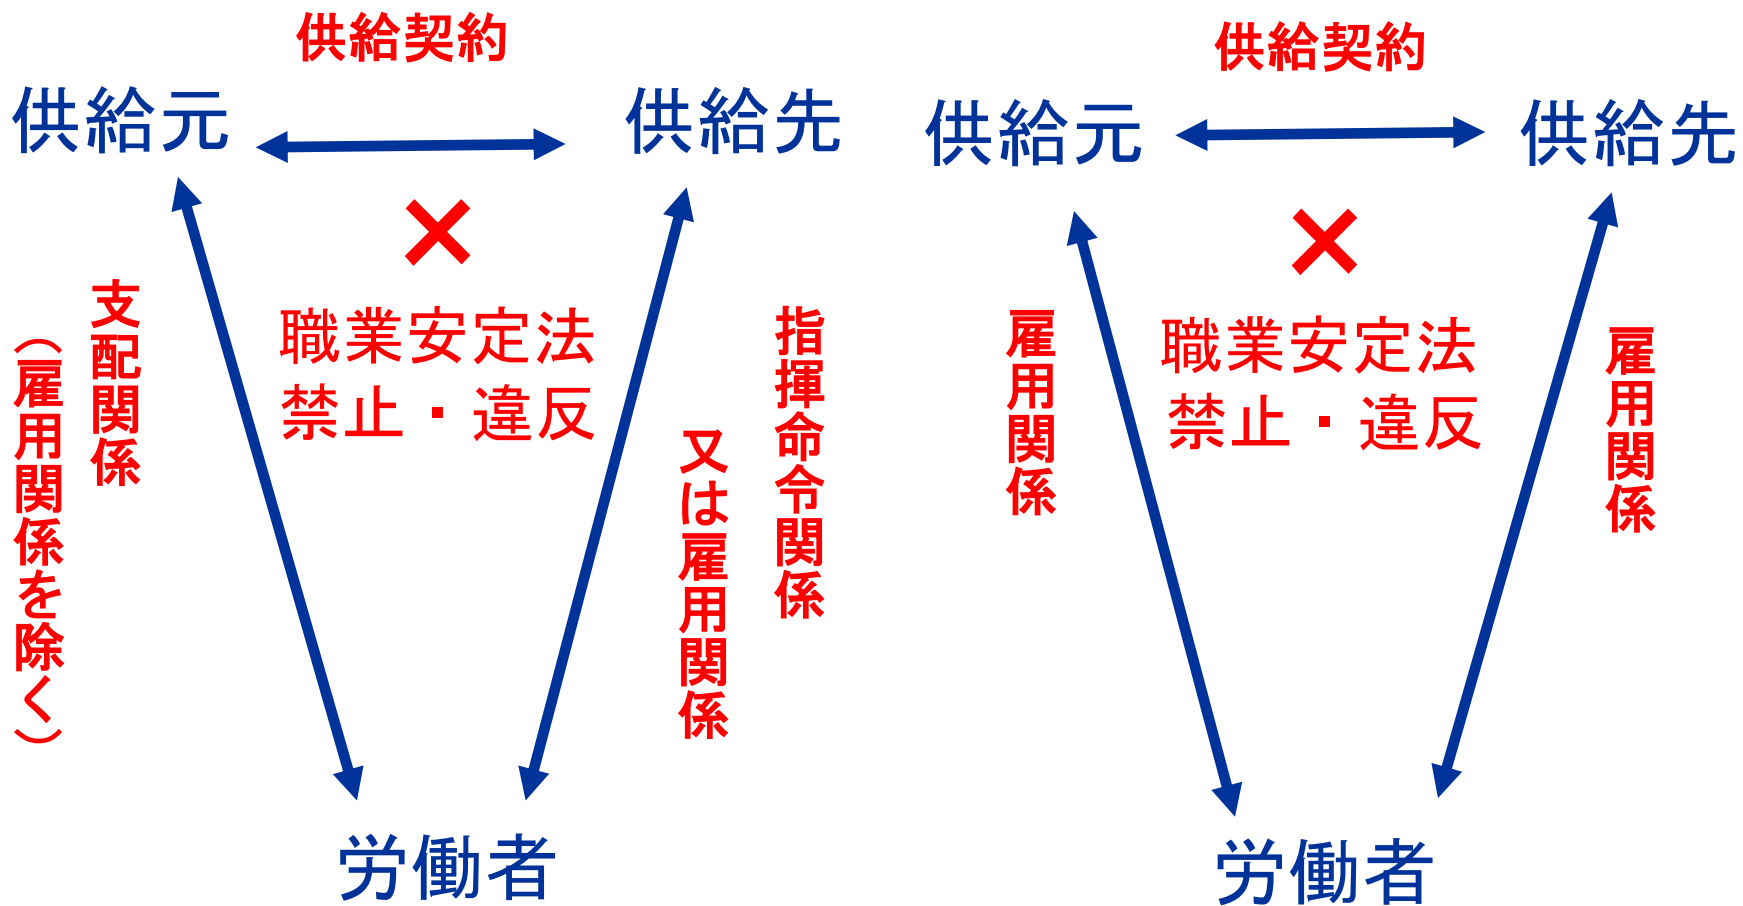 供給契約
供給元
供給先
支配関係
（雇用関係を除く）
×
職業安定法
禁止・違反
指揮命令関係
又は雇用関係
労働者
供給契約
供給元
供給先
雇用関係
×
職業安定法
禁止・違反
雇用関係
労働者